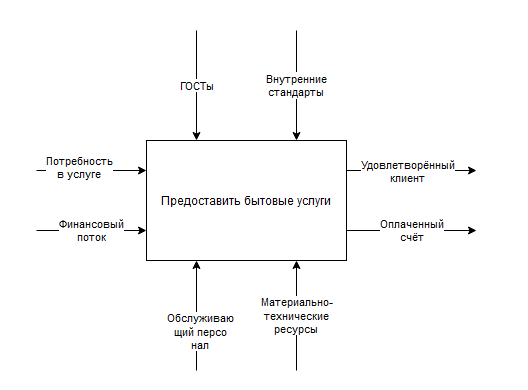 ГОСТы
Внутренние
стандарты
Потребность
в услуге
Финансовый
поток
Предоставить бытовые услуги
Удовлетворённый
клиент
Оплаченный
счёт
Обслуживаю
щий персо
нал
Материально-
технические
ресурсы